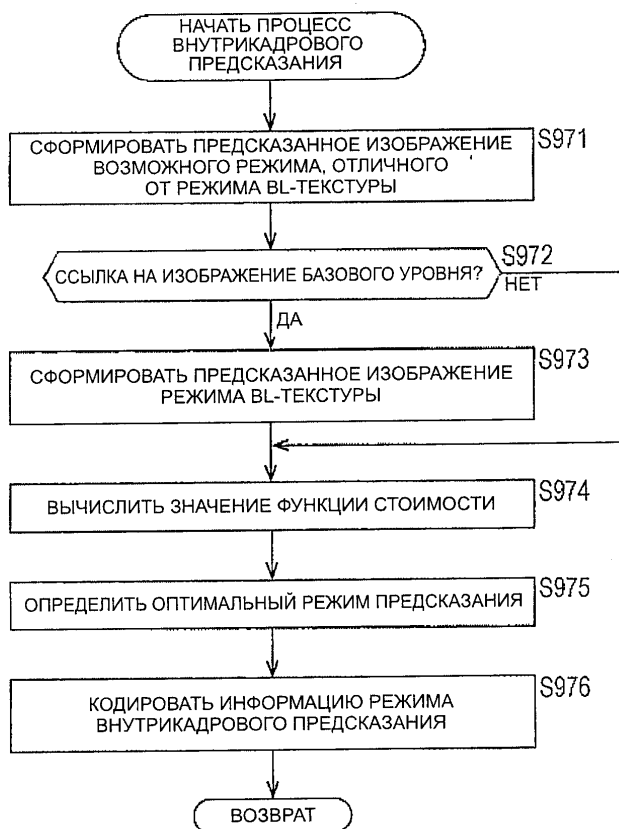 НАЧАТЬ ПРОЦЕСС
ВНУТРИКАДРОВОГО
ПРЕДСКАЗАНИЯ
S971
СФОРМИРОВАТЬ ПРЕДСКАЗАННОЕ ИЗОБРАЖЕНИЕ
ВОЗМОЖНОГО РЕЖИМА, ОТЛИЧНОГО
ОТ РЕЖИМА BL-ТЕКСТУРЫ
S972
ССЫЛКА НА ИЗОБРАЖЕНИЕ БАЗОВОГО УРОВНЯ?
НЕТ
ДА
S973
СФОРМИРОВАТЬ ПРЕДСКАЗАННОЕ ИЗОБРАЖЕНИЕ
РЕЖИМА BL-ТЕКСТУРЫ
S974
ВЫЧИСЛИТЬ ЗНАЧЕНИЕ ФУНКЦИИ СТОИМОСТИ
S975
ОПРЕДЕЛИТЬ ОПТИМАЛЬНЫЙ РЕЖИМ ПРЕДСКАЗАНИЯ
S976
КОДИРОВАТЬ ИНФОРМАЦИЮ РЕЖИМА
ВНУТРИКАДРОВОГО ПРЕДСКАЗАНИЯ
ВОЗВРАТ